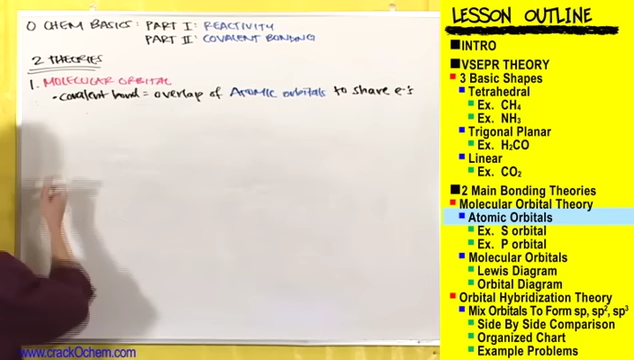 O CHEM BASICS: PART I: REACTIVITY
PART II: COVALENT BONDING
2 THEORIES
1. MOLECULAR ORBITAL
- covalent bond = overlap of ATOMIC orbitals to share e-'s
www.crackOchem.com
LESSON OUTLINE
INTRO
VSEPR THEORY
3 Basic Shapes
Tetrahedral
Ex. CH₄
Ex. NH₃
Trigonal Planar
Ex. H₂CO
Linear
Ex. CO₂
2 Main Bonding Theories
Molecular Orbital Theory
Atomic Orbitals
Ex. S orbital
Ex. P orbital
Molecular Orbitals
Lewis Diagram
Orbital Diagram
Orbital Hybridization Theory
Mix Orbitals To Form sp, sp², sp³
Side By Side Comparison
Organized Chart
Example Problems